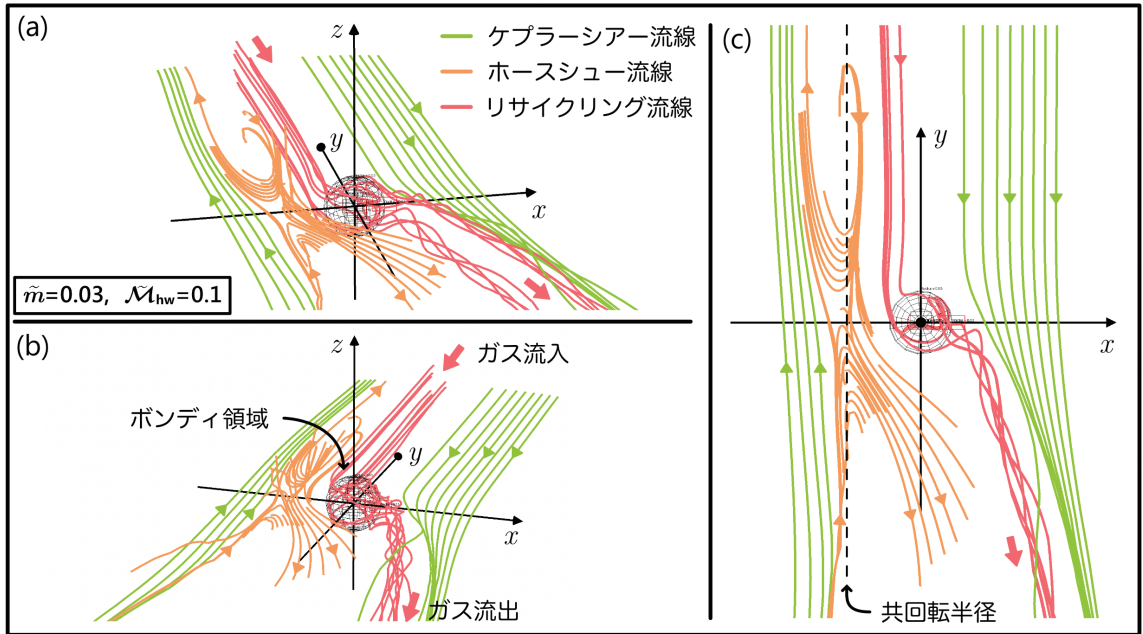 (a)
z
ケプラーシアー流線
ホースシュー流線
リサイクリング流線
y
x
m̃=0.03, M̃hw=0.1
(b)
z
ガス流入
ボンディ領域
y
x
ガス流出
(c)
y
x
共回転半径